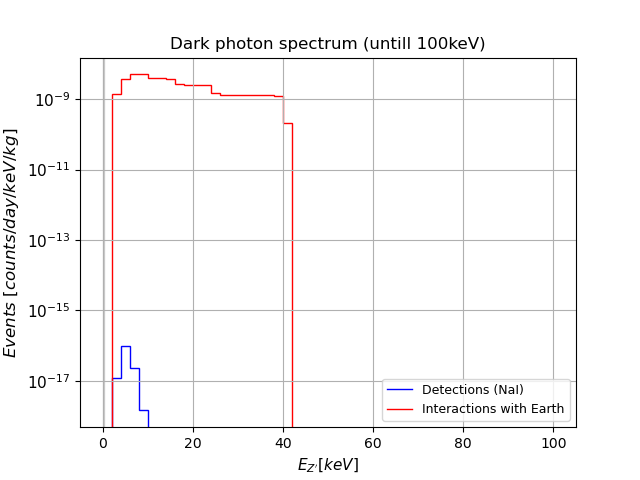 Dark photon spectrum (untill 100keV)
Events [counts/day/keV/kg]
10⁻⁹
10⁻¹¹
10⁻¹³
10⁻¹⁵
10⁻¹⁷
Detections (NaI)
Interactions with Earth
0 20 40 60 80 100
E_Z'[keV]